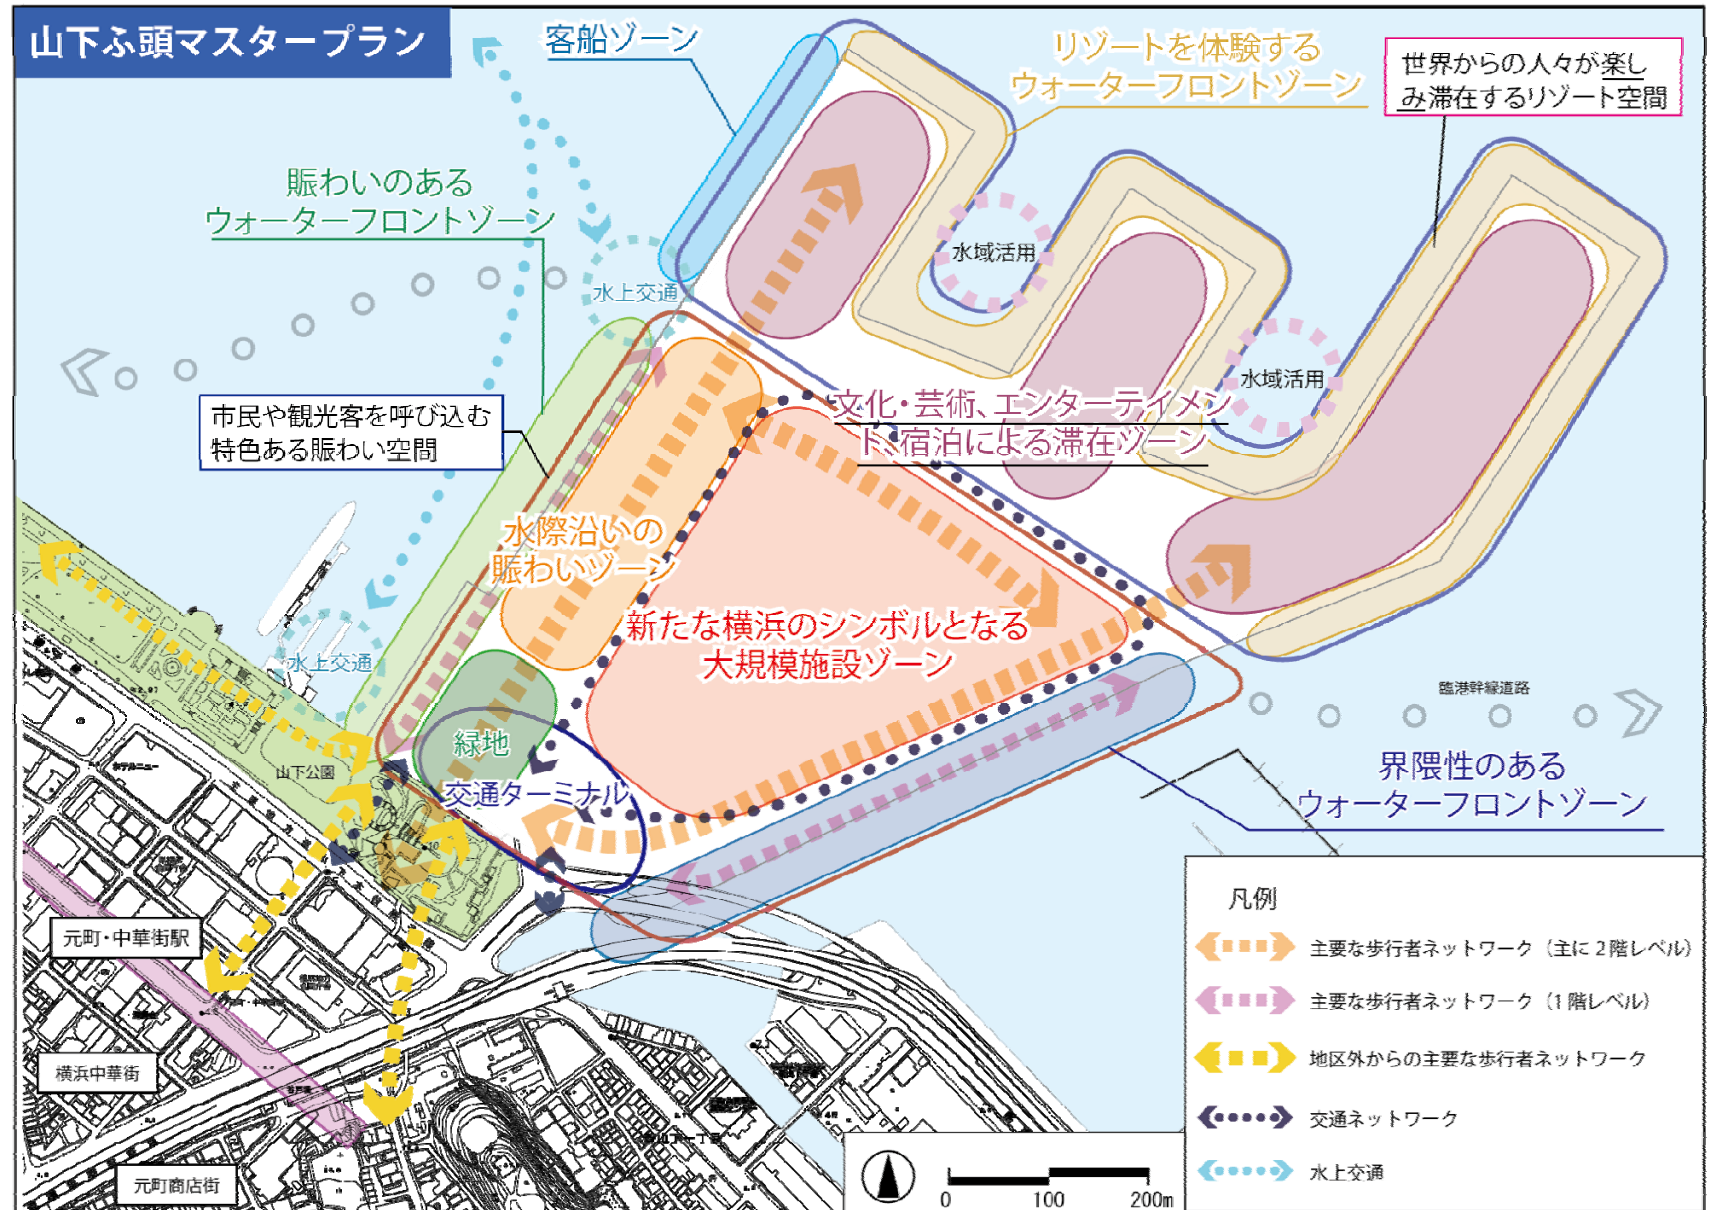 山下ふ頭マスタープラン
客船ゾーン
リゾートを体験する
ウォーターフロントゾーン
世界からの人々が楽し
み滞在するリゾート空間
賑わいのある
ウォーターフロントゾーン
水域活用
水上交通
水域活用
市民や観光客を呼び込む
特色ある賑わい空間
文化・芸術、エンターテイメン
ト、宿泊による滞在ゾーン
水際沿いの
賑わいゾーン
新たな横浜のシンボルとなる
大規模施設ゾーン
水上交通
臨港幹線道路
緑地
山下公園
交通ターミナル
界隈性のある
ウォーターフロントゾーン
元町・中華街駅
横浜中華街
元町商店街
凡例
主要な歩行者ネットワーク（主に2階レベル）
主要な歩行者ネットワーク（1階レベル）
地区外からの主要な歩行者ネットワーク
交通ネットワーク
水上交通
0 100 200m